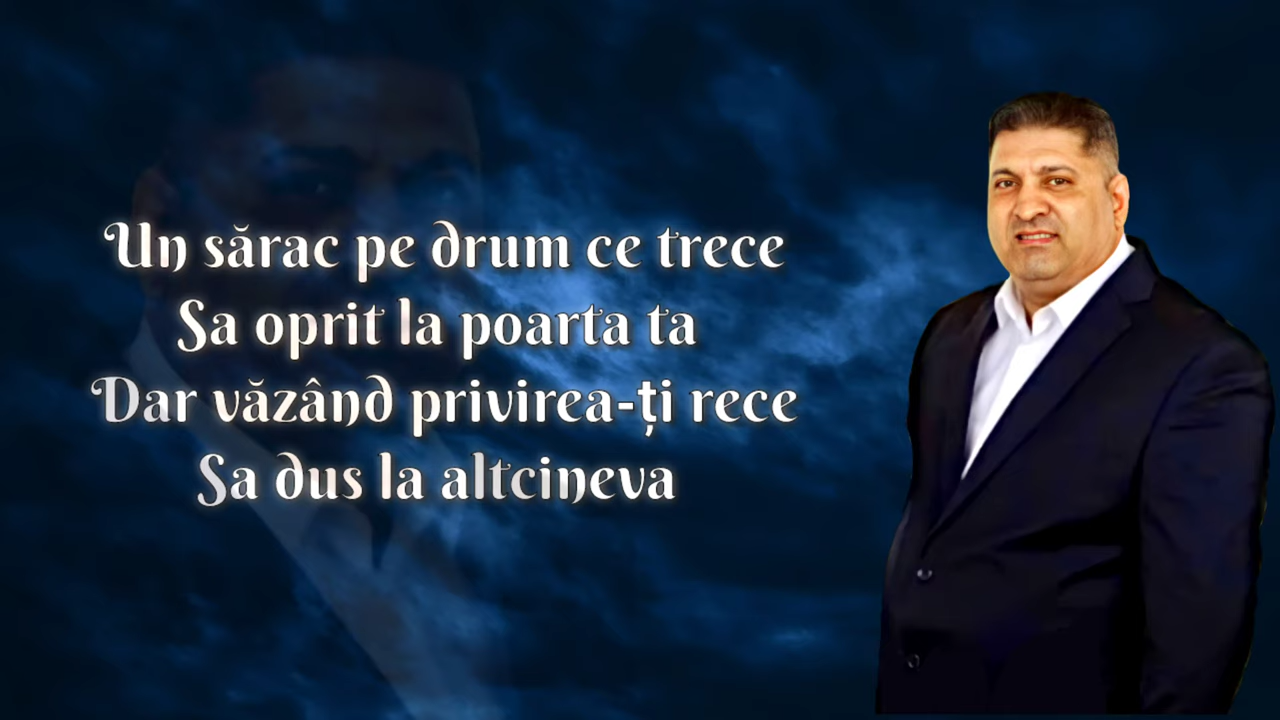 Un sărac pe drum ce trece
Sa oprit la poarta ta
Dar văzând privirea-ți rece
Sa dus la altcineva